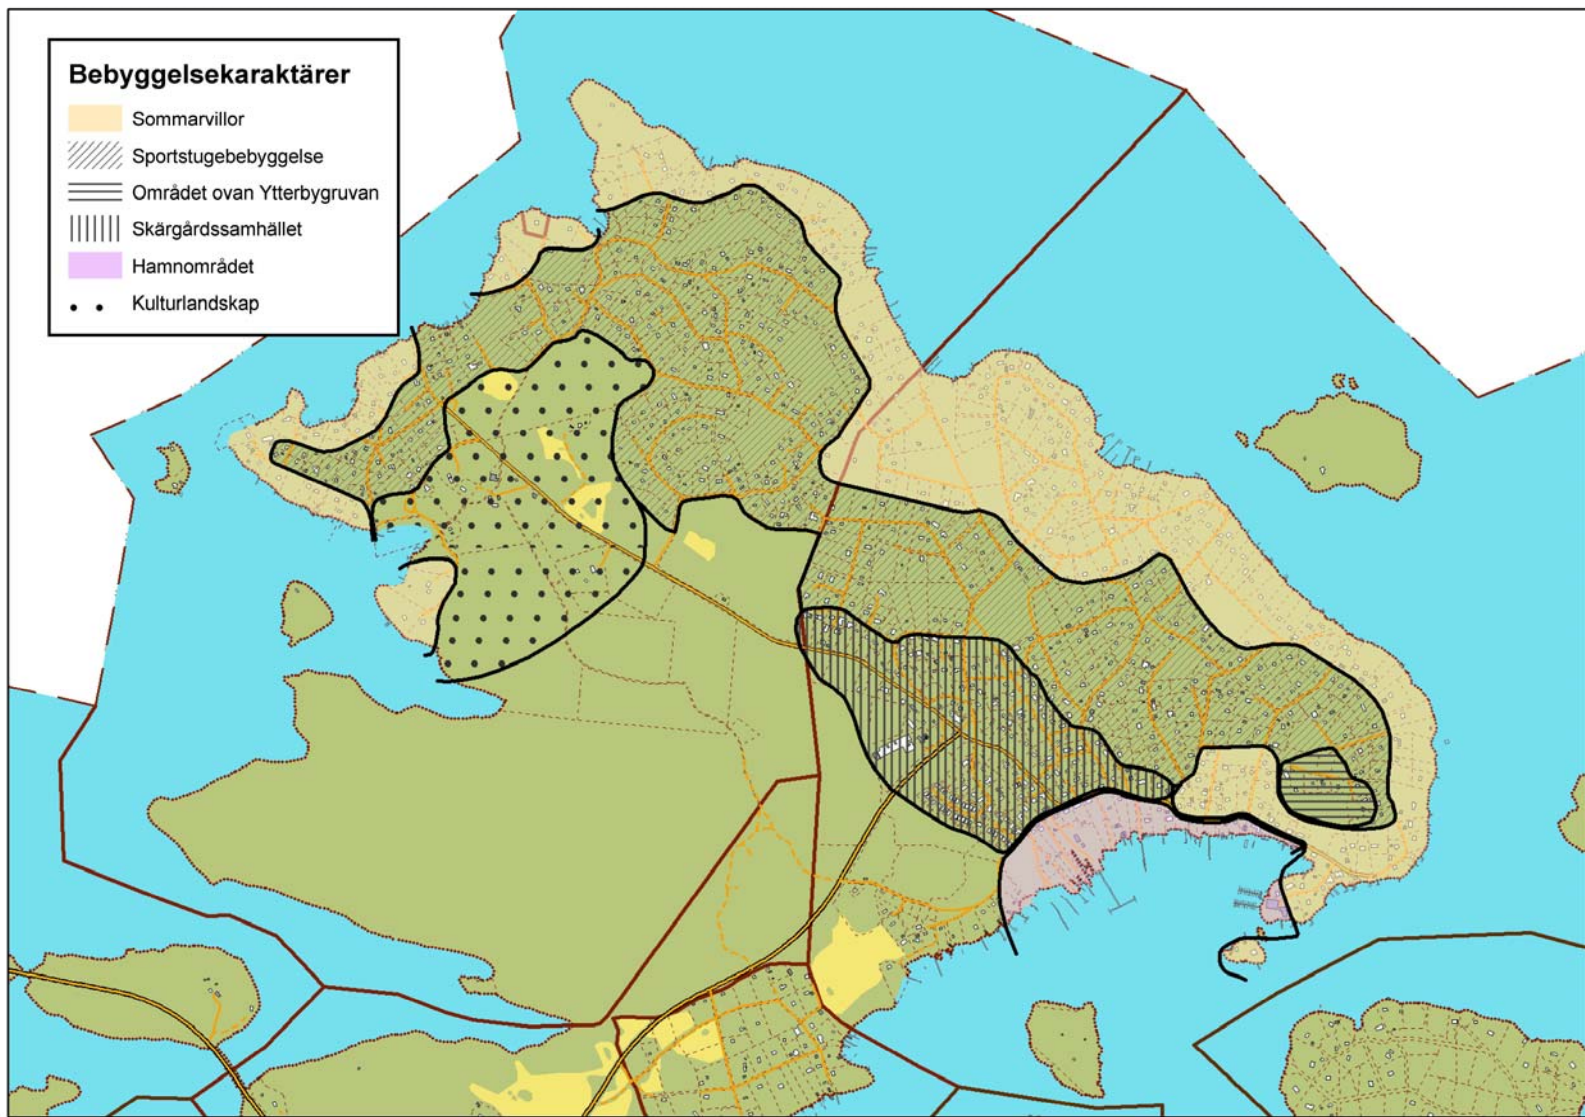 Bebyggelsekaraktärer
Sommarvillor
Sportstugebebyggelse
Området ovan Ytterbygruvan
Skärgårdssamhället
Hamnområdet
Kulturlandskap